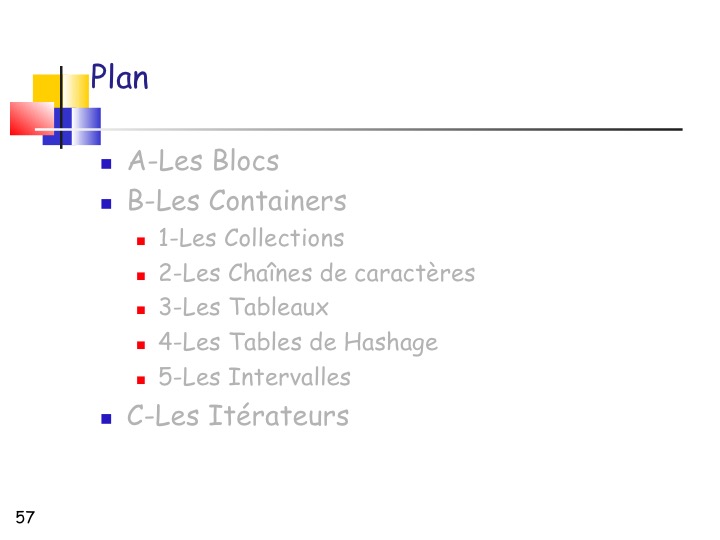 Plan
A-Les Blocs
B-Les Containers
1-Les Collections
2-Les Chaînes de caractères
3-Les Tableaux
4-Les Tables de Hashage
5-Les Intervalles
C-Les Itérateurs
57